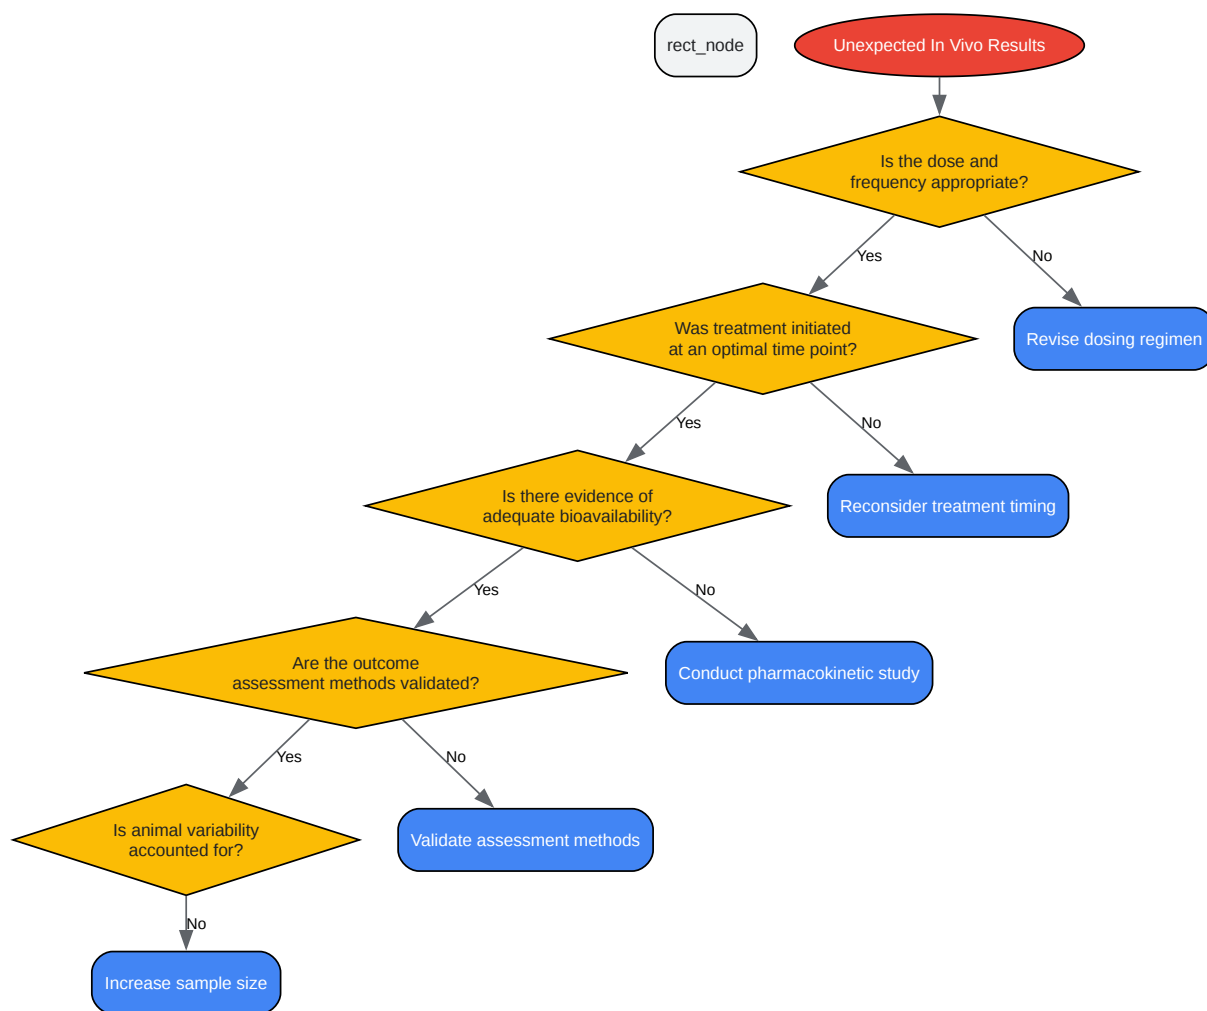 rect_node
Unexpected In Vivo Results
Is the dose and
frequency appropriate?
Yes
No
Was treatment initiated
at an optimal time point?
Revise dosing regimen
Yes
No
Is there evidence of
adequate bioavailability?
Reconsider treatment timing
Yes
No
Are the outcome
assessment methods validated?
Conduct pharmacokinetic study
Yes
No
Is animal variability
accounted for?
Validate assessment methods
No
Increase sample size